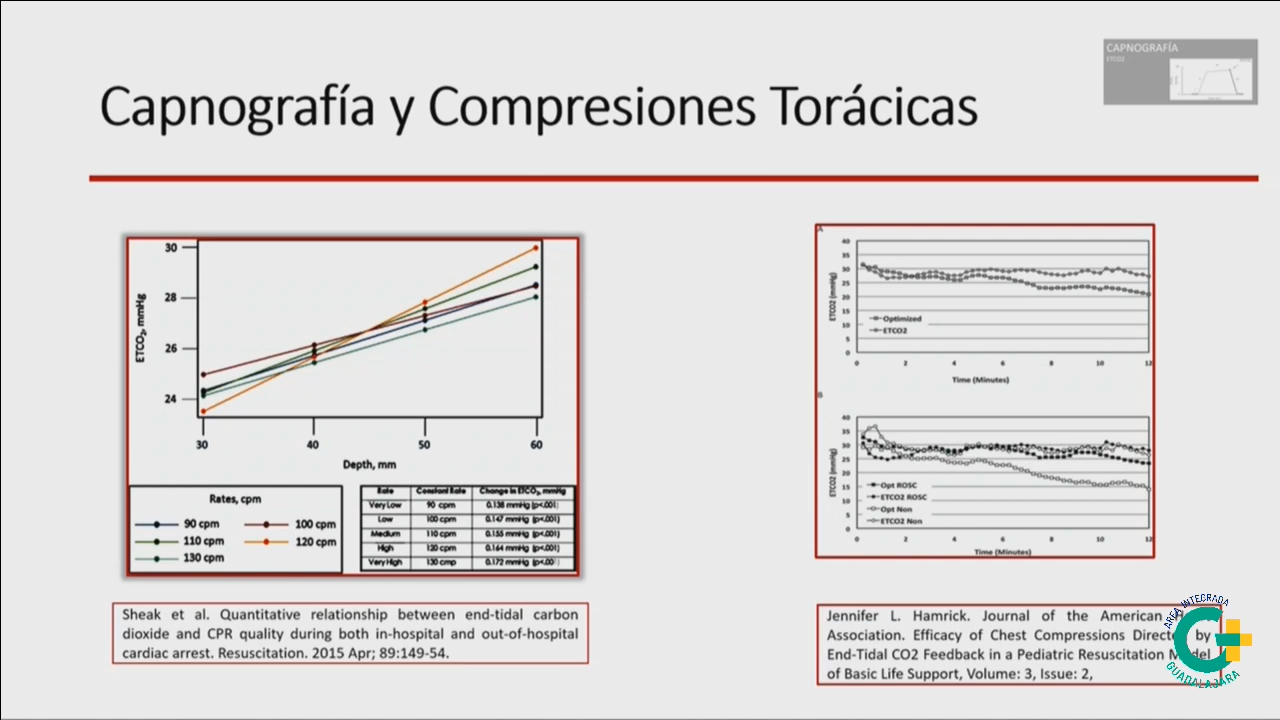 CAPNOGRAFÍA
ETCO2
Capnografía y Compresiones Torácicas
30
28
26
24
ETCO₂, mmHg
30 40 50 60
Depth, mm
Rates, cpm
90 cpm 100 cpm
110 cpm 120 cpm
130 cpm
Rate Constant Rate Change in ETCO₂, mmHg
Very Low 90 cpm 0.138 mmHg (p<.001)
Low 100 cpm 0.147 mmHg (p<.001)
Medium 110 cpm 0.155 mmHg (p<.001)
High 120 cpm 0.164 mmHg (p<.001)
Very High 130 cmp 0.172 mmHg (p<.00
Sheak et al. Quantitative relationship between end-tidal carbon
dioxide and CPR quality during both in-hospital and out-of-hospital
cardiac arrest. Resuscitation. 2015 Apr; 89:149-54.
A
40
35
30
25
20
15
10
5
0
ETCO2 (mmHg)
Optimized
ETCO2
0 2 4 6 8 10 12
Time (Minutes)
B
40
35
30
25
20
15
10
5
0
ETCO2 (mmHg)
Opt ROSC
ETCO2 ROSC
Opt Non
ETCO2 Non
0 2 4 6 8 10 12
Time (Minutes)
Jennifer L. Hamrick. Journal of the American
Association. Efficacy of Chest Compressions Directe by
End-Tidal CO2 Feedback in a Pediatric Resuscitation M del
of Basic Life Support, Volume: 3, Issue: 2,
AREA INTEGRADA
GUADALAJARA